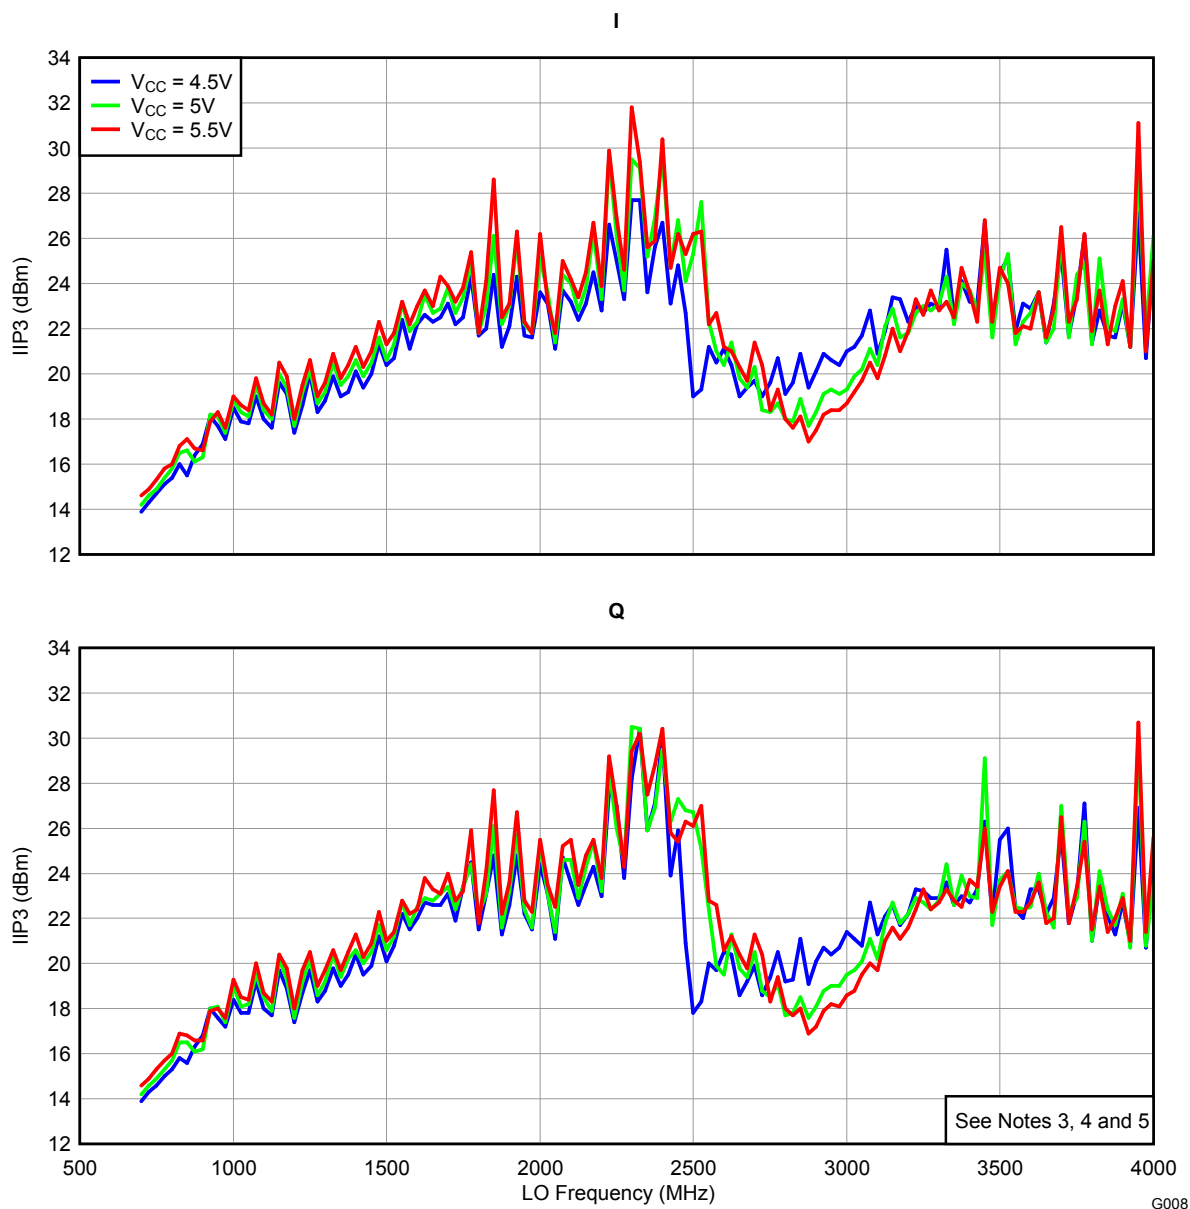 I
34
32
30
28
26
24
22
20
18
16
14
12
IIP3 (dBm)
VCC = 4.5V
VCC = 5V
VCC = 5.5V
Q
34
32
30
28
26
24
22
20
18
16
14
12
IIP3 (dBm)
See Notes 3, 4 and 5
500 1000 1500 2000 2500 3000 3500 4000
LO Frequency (MHz)
G008